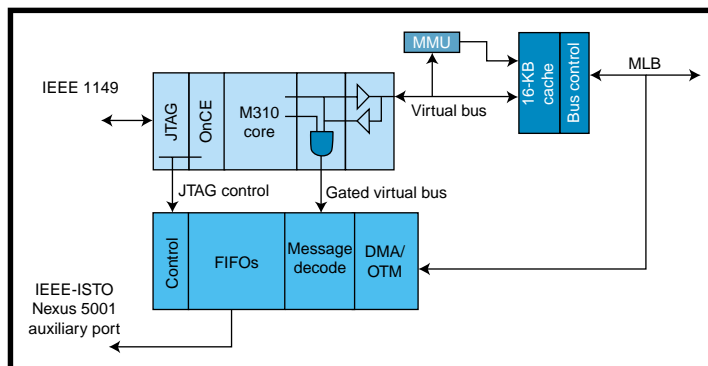 MMU
16-KB
cache
Bus control
MLB
IEEE 1149
JTAG
OnCE
M310
core
Virtual bus
JTAG control
Gated virtual bus
Control
FIFOs
Message
decode
DMA/
OTM
IEEE-ISTO
Nexus 5001
auxiliary port